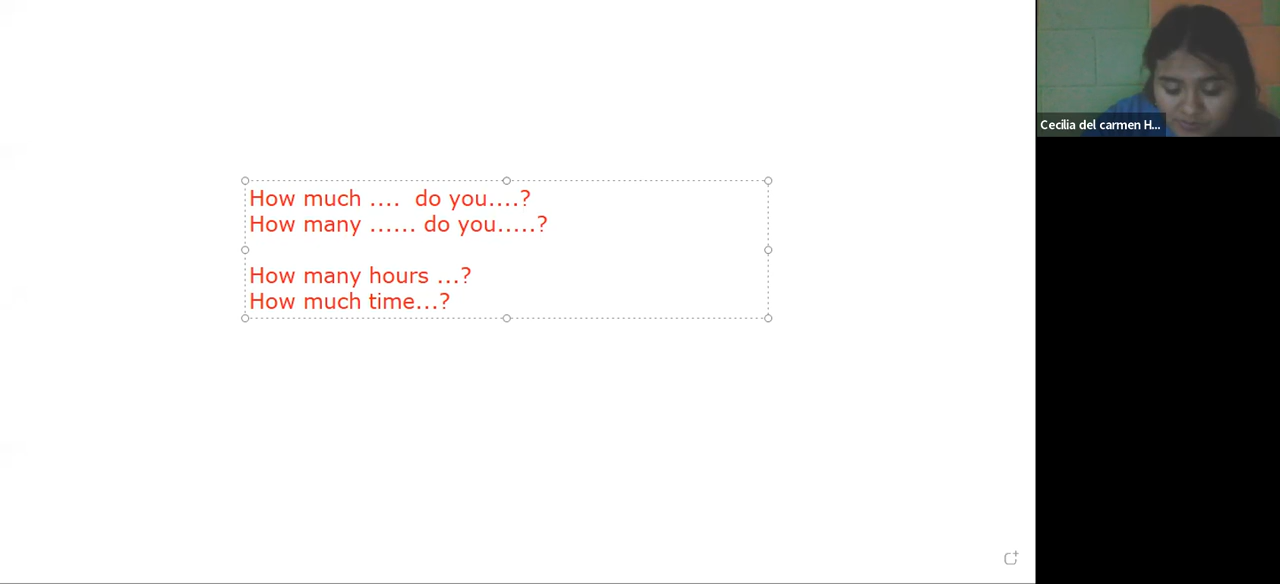 How much .... do you....?
How many ...... do you.....?
How many hours ...?
How much time...?
Cecilia del carmen H...